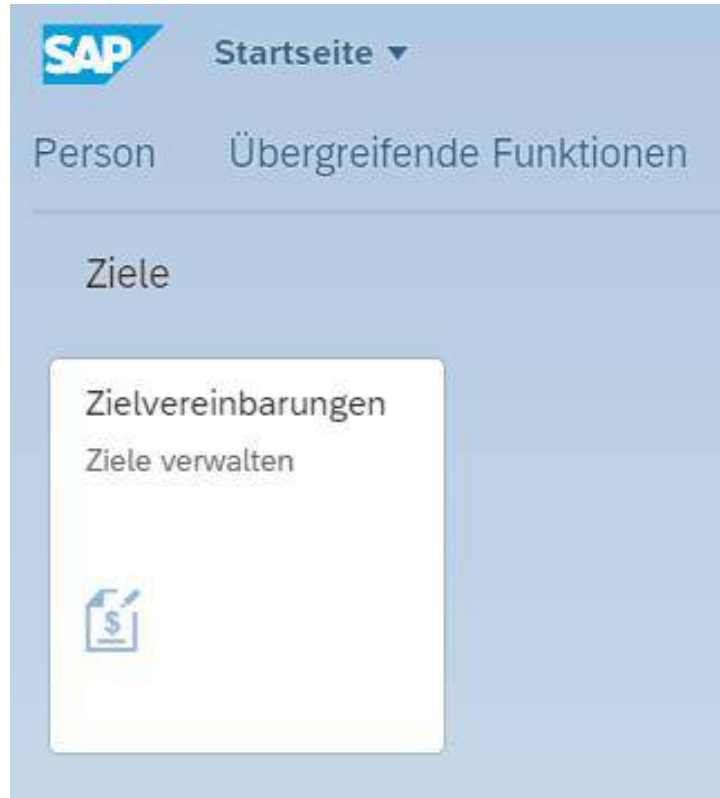 SAP Startseite
Person Übergreifende Funktionen
Ziele
Zielvereinbarungen
Ziele verwalten
$